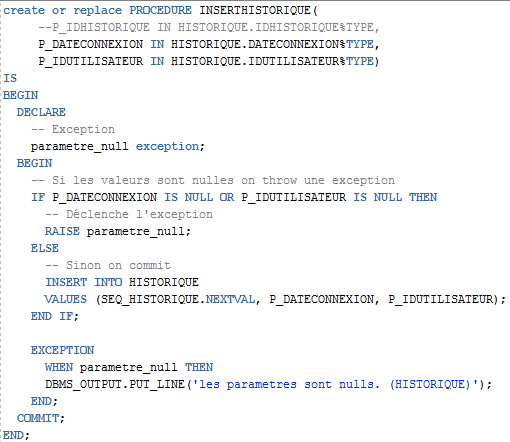 create or replace PROCEDURE INSERTHISTORIQUE(
--P_IDHISTORIQUE IN HISTORIQUE.IDHISTORIQUE%TYPE,
P_DATECONNEXION IN HISTORIQUE.DATECONNEXION%TYPE,
P_IDUTILISATEUR IN HISTORIQUE.IDUTILISATEUR%TYPE)
IS
BEGIN
DECLARE
-- Exception
parametre_null exception;
BEGIN
-- Si les valeurs sont nulles on throw une exception
IF P_DATECONNEXION IS NULL OR P_IDUTILISATEUR IS NULL THEN
-- Déclenche l'exception
RAISE parametre_null;
ELSE
-- Sinon on commit
INSERT INTO HISTORIQUE
VALUES (SEQ_HISTORIQUE.NEXTVAL, P_DATECONNEXION, P_IDUTILISATEUR);
END IF;
EXCEPTION
WHEN parametre_null THEN
DBMS_OUTPUT.PUT_LINE('les parametres sont nulls. (HISTORIQUE)');
END;
COMMIT;
END;